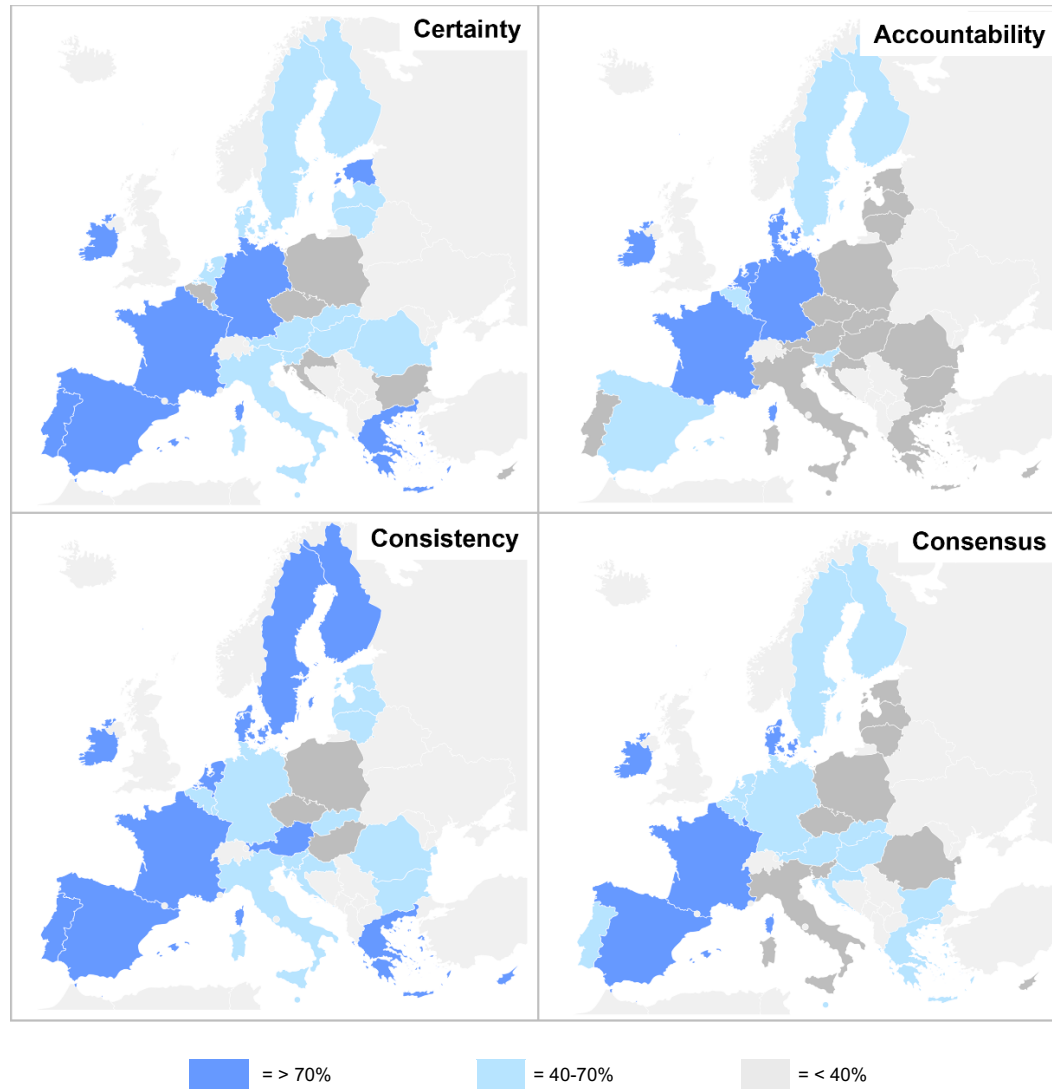 Certainty
Accountability
Consistency
Consensus
= > 70%
= 40-70%
= < 40%